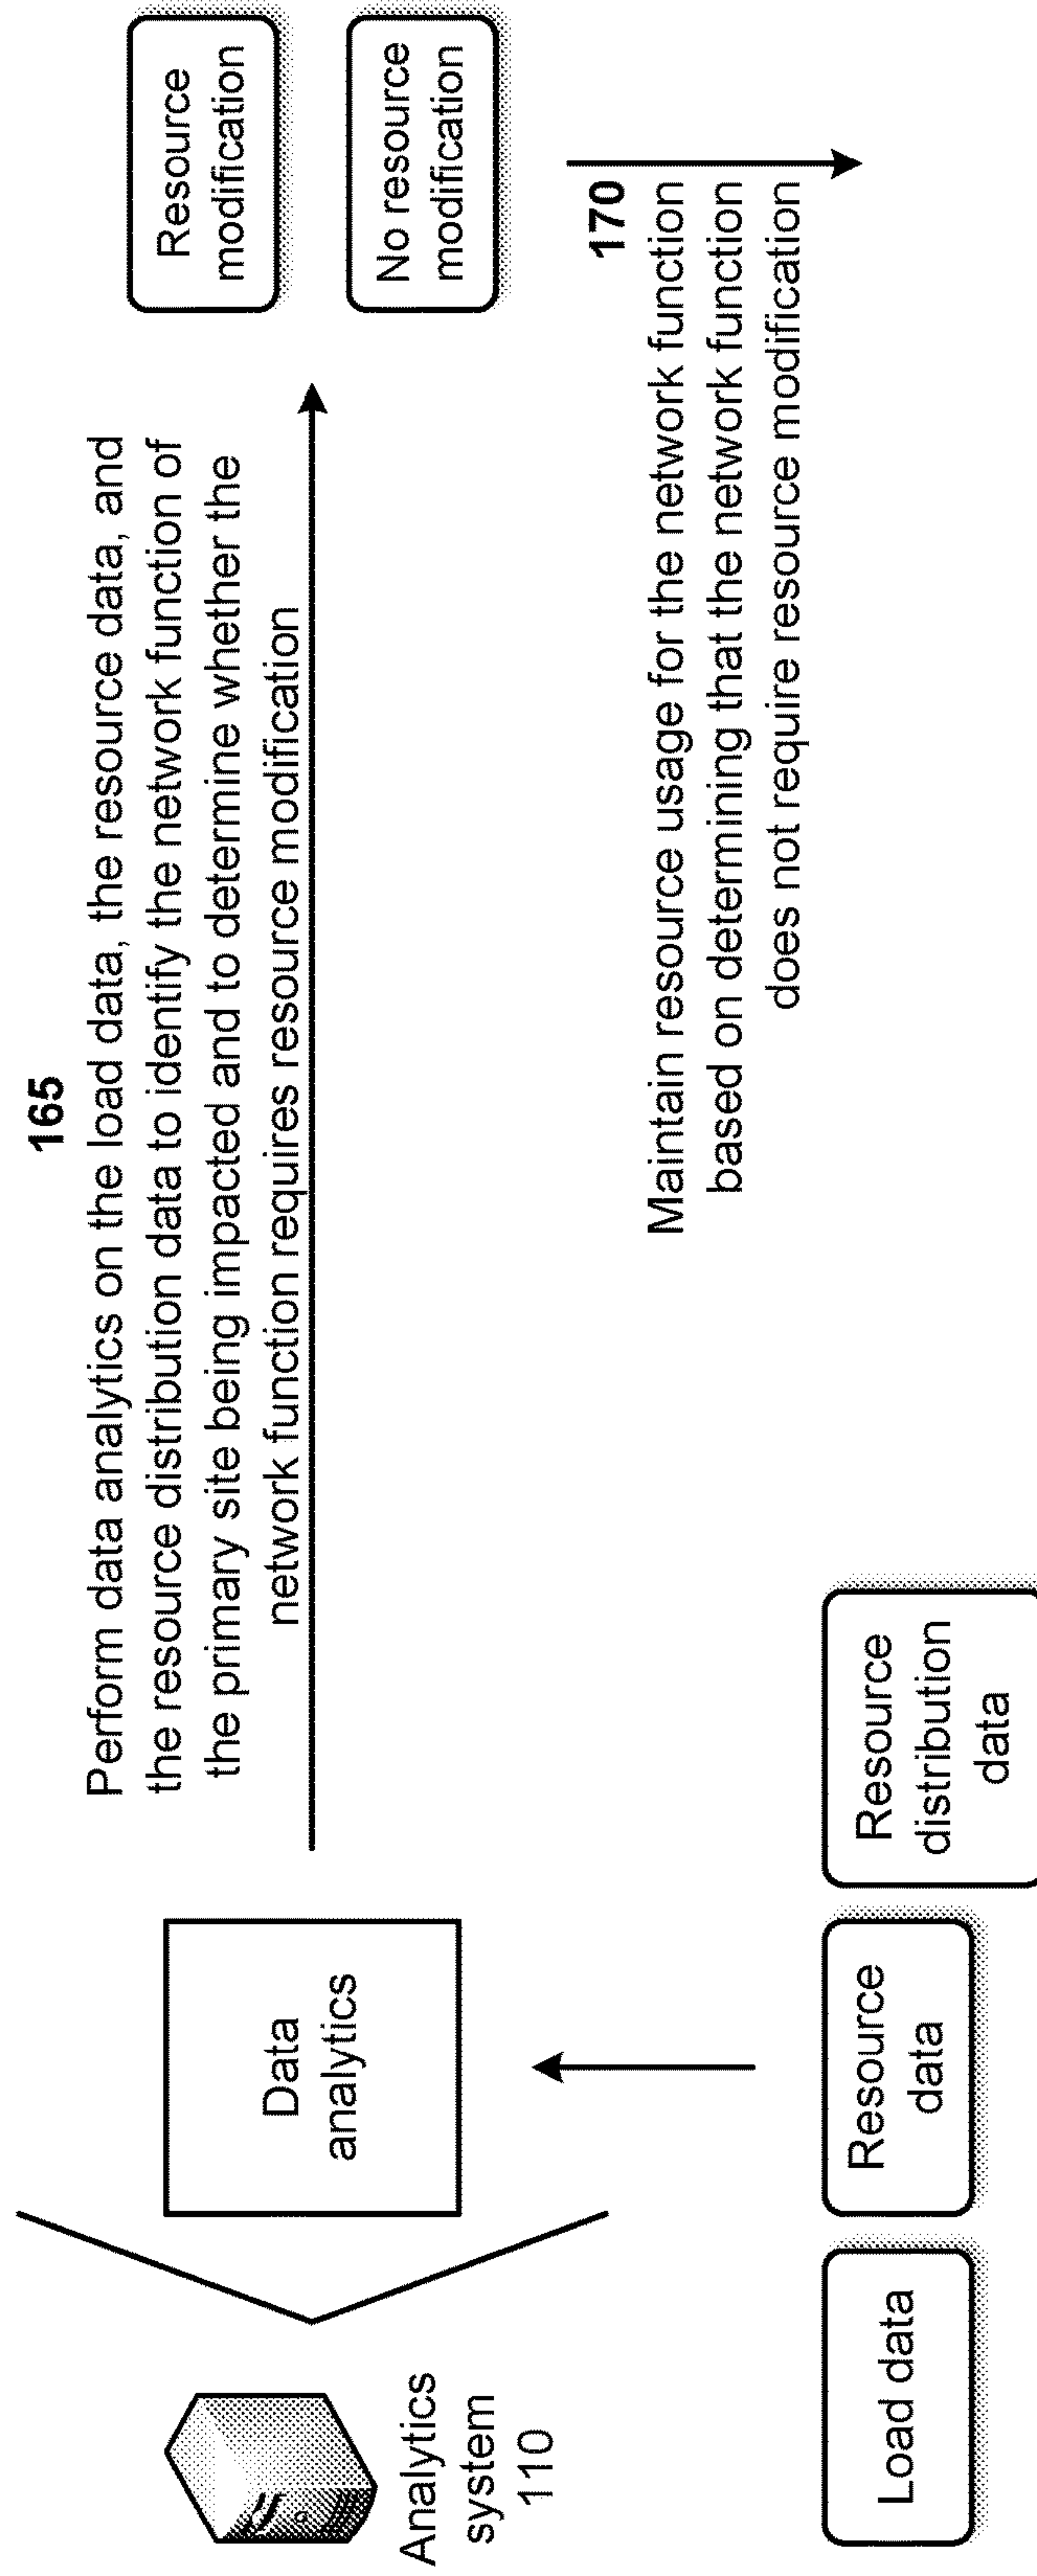 165
Perform data analytics on the load data, the resource data, and
the resource distribution data to identify the network function of
the primary site being impacted and to determine whether the
network function requires resource modification
Analytics
system
110
Data
analytics
Resource
modification
No resource
modification
170
Maintain resource usage for the network function
based on determining that the network function
does not require resource modification
Load data
Resource
data
Resource
distribution
data